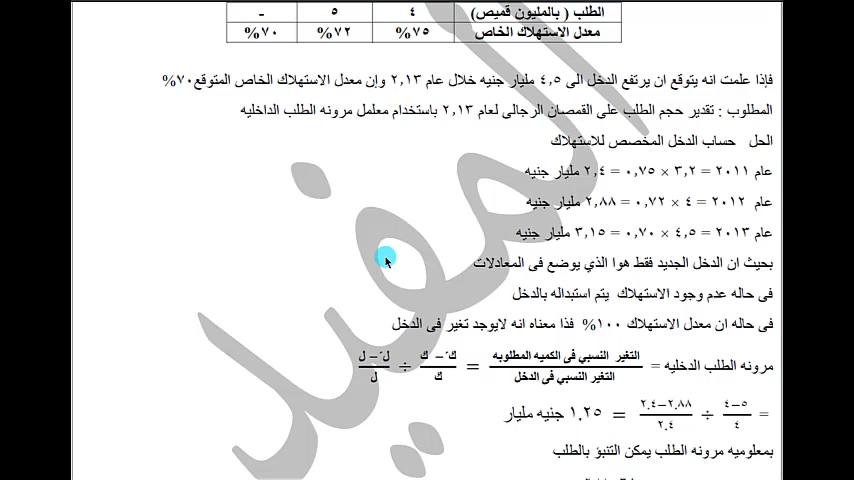 الطلب ( بالمليون قميص) ٤ ٥ -
معدل الاستهلاك الخاص ٧٥% ٧٢% ٧٠%
فإذا علمت انه يتوقع ان يرتفع الدخل الى ٤,٥ مليار جنيه خلال عام ٢,١٣ وإن معدل الاستهلاك الخاص المتوقع ٧٠%
المطلوب : تقدير حجم الطلب على القمصان الرجالى لعام ٢,١٣ باستخدام معلمل مرونه الطلب الداخليه
الحل حساب الدخل المخصص للاستهلاك
عام ٢٠١١ = ٣,٢ × ٠,٧٥ = ٢,٤ مليار جنيه
عام ٢٠١٢ = ٤ × ٠,٧٢ = ٢,٨٨ مليار جنيه
عام ٢٠١٣ = ٤,٥ × ٠,٧٠ = ٣,١٥ مليار جنيه
بحيث ان الدخل الجديد فقط هوا الذي يوضع فى المعادلات
فى حاله عدم وجود الاستهلاك يتم استبداله بالدخل
فى حاله ان معدل الاستهلاك ١٠٠% فذا معناه انه لايوجد تغير فى الدخل
مرونه الطلب الدخليه = التغير النسبي فى الكميه المطلوبه / التغير النسبي فى الدخل = كَ – ك / ك ÷ لَ – ل / ل
= ٥-٤ / ٤ ÷ ٢.٨٨-٢.٤ / ٢.٤ = ١.٢٥ جنيه مليار
بمعلوميه مرونه الطلب يمكن التنبؤ بالطلب
المفيد